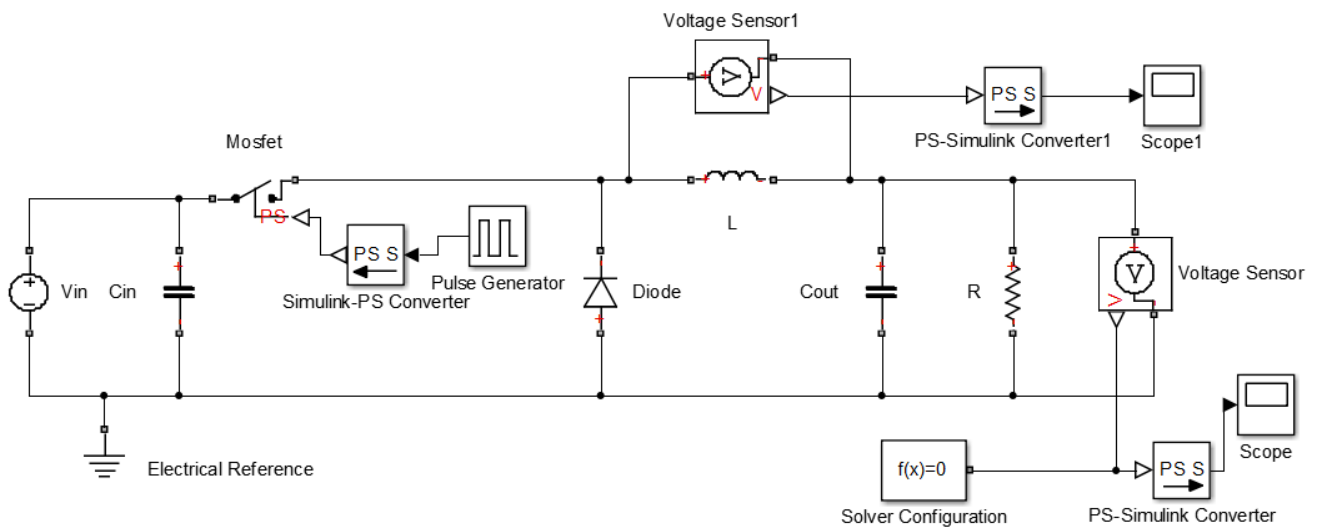 Voltage Sensor1
V
V
PS S
PS-Simulink Converter1
Scope1
Mosfet
PS
L
Vin
Cin
PS S
Simulink-PS Converter
Pulse Generator
Diode
Cout
R
V
V
Voltage Sensor
Electrical Reference
f(x)=0
Solver Configuration
PS S
PS-Simulink Converter
Scope